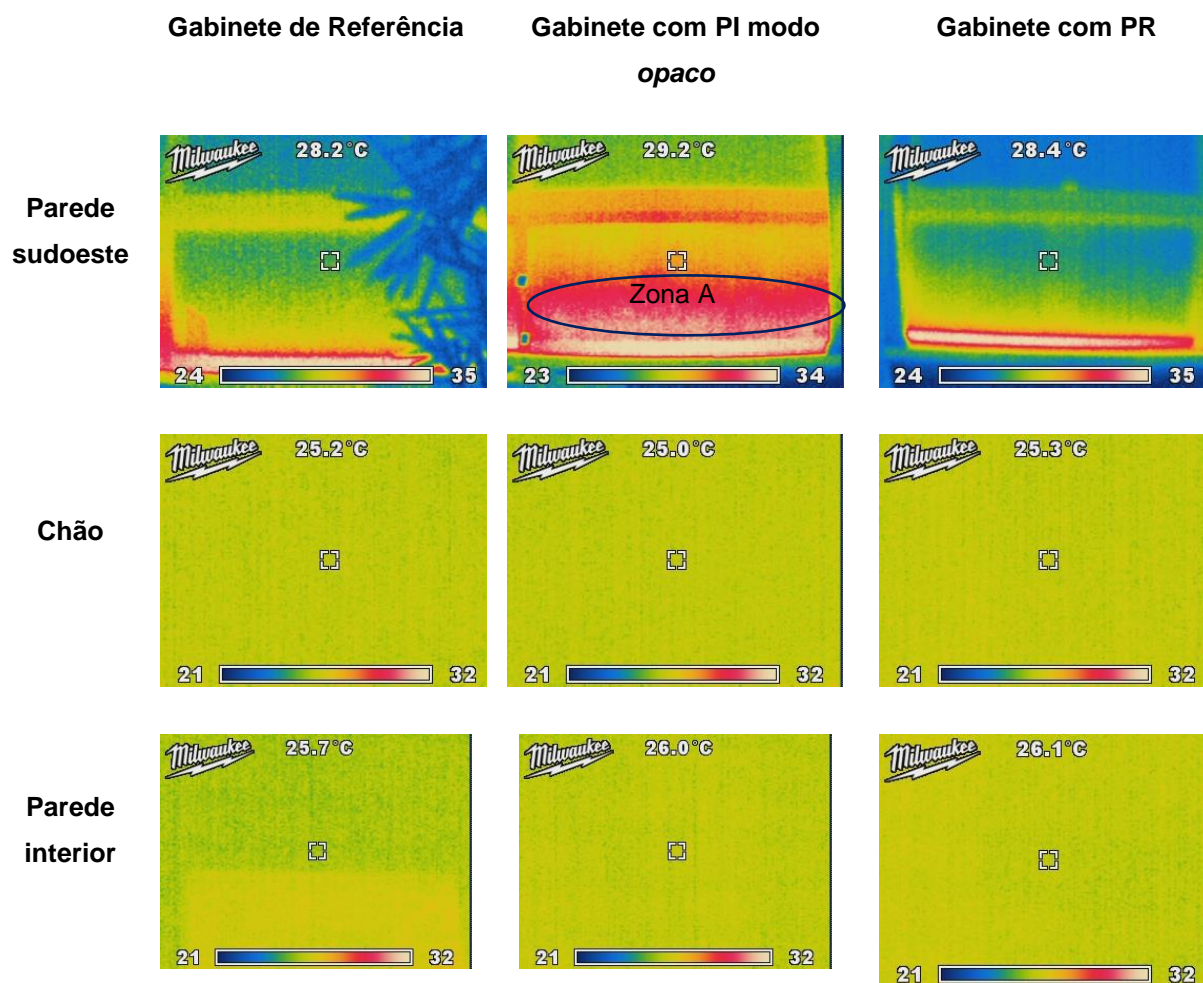 Gabinete de Referência
Gabinete com PI modo
opaco
Gabinete com PR
Parede
sudoeste
Milwaukee
28.2°C
24
35
Milwaukee
29.2°C
Zona A
23
34
Milwaukee
28.4°C
24
35
Chão
Milwaukee
25.2°C
21
32
Milwaukee
25.0°C
21
32
Milwaukee
25.3°C
21
32
Parede
interior
Milwaukee
25.7°C
21
32
Milwaukee
26.0°C
21
32
Milwaukee
26.1°C
21
32